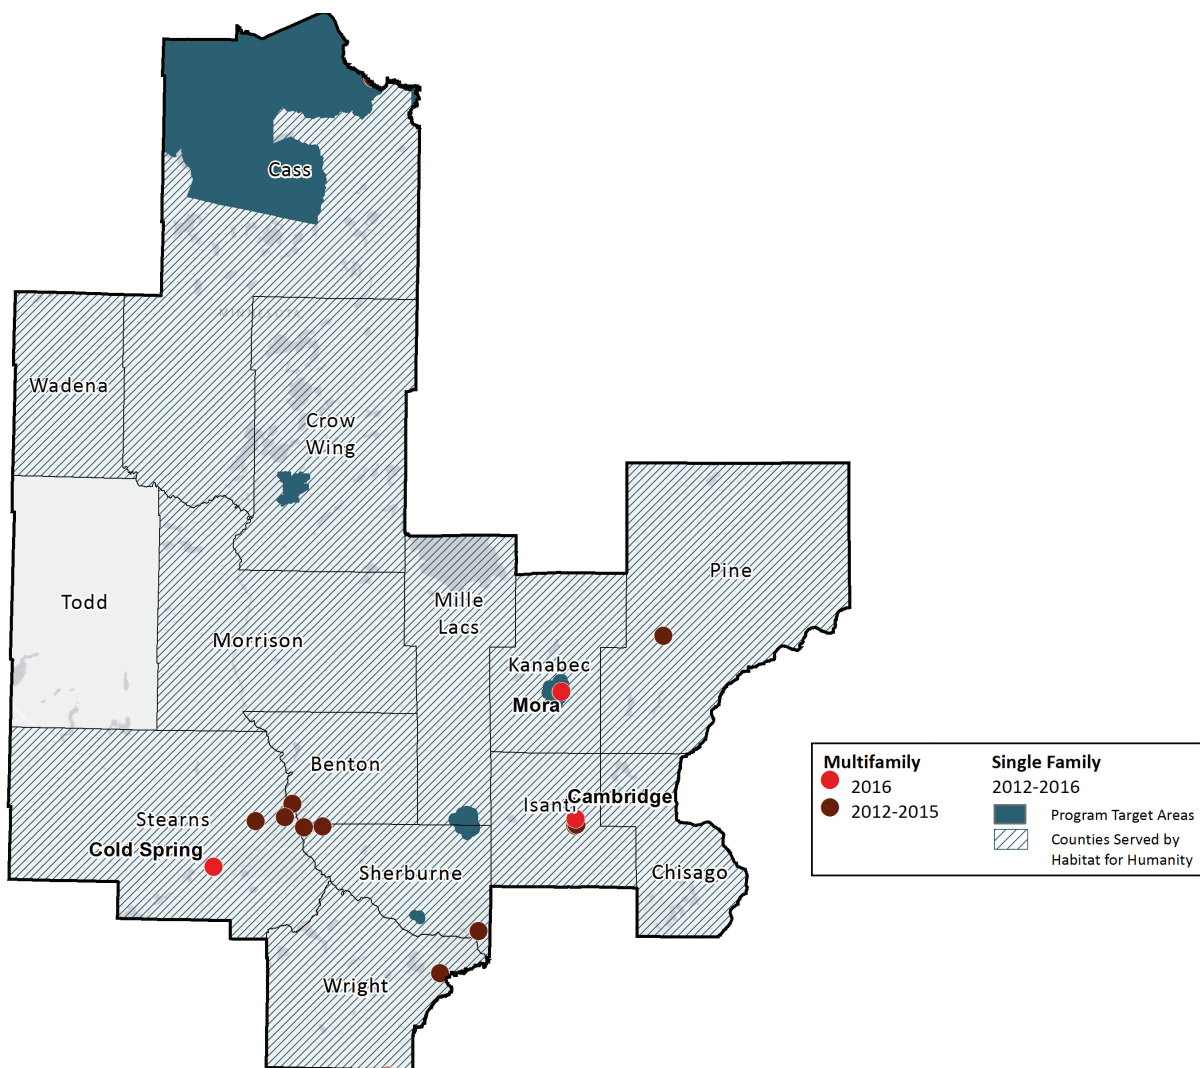 Cass
MINNESOTA
Wadena
Crow
Wing
Pine
Todd
Mille
Lacs
Morrison
Kanabec
Mora
Benton
Cambridge
Isanti
Stearns
Cold Spring
Sherburne
Chisago
Wright
Multifamily
2016
2012-2015
Single Family
2012-2016
Program Target Areas
Counties Served by
Habitat for Humanity